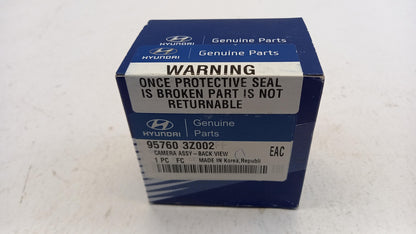 HYUNDAI Genuine Parts
HYUNDAI Genuine Parts
WARNING
ONCE PROTECTIVE SEAL
IS BROKEN PART IS NOT
RETURNABLE
HYUNDAI Genuine
Parts
95760 3Z002
CAMERA ASSY-BACK VIEW EAC
1 PC FC MADE IN Korea,Republi